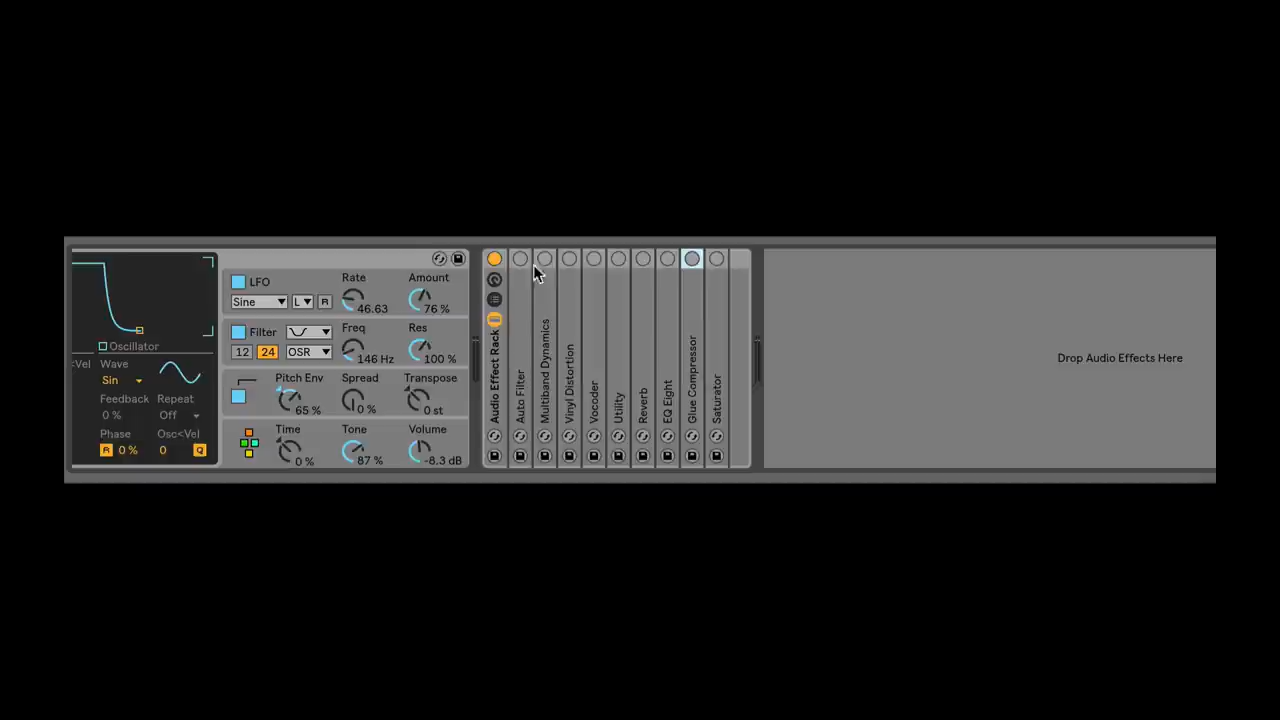 LFO
Rate
Amount
Sine
L
R
46.63
76 %
Filter
Freq
Res
12
24
OSR
146 Hz
100 %
Oscillator
<Vel
Wave
Sin
Feedback
Repeat
0 %
Off
Phase
Osc<Vel
R
0 %
0
Q
Pitch Env
Spread
Transpose
65 %
0 %
0 st
Time
Tone
Volume
0 %
87 %
-8.3 dB
Audio Effect Rack
Auto Filter
Multiband Dynamics
Vinyl Distortion
Vocoder
Utility
Reverb
EQ Eight
Glue Compressor
Saturator
Drop Audio Effects Here